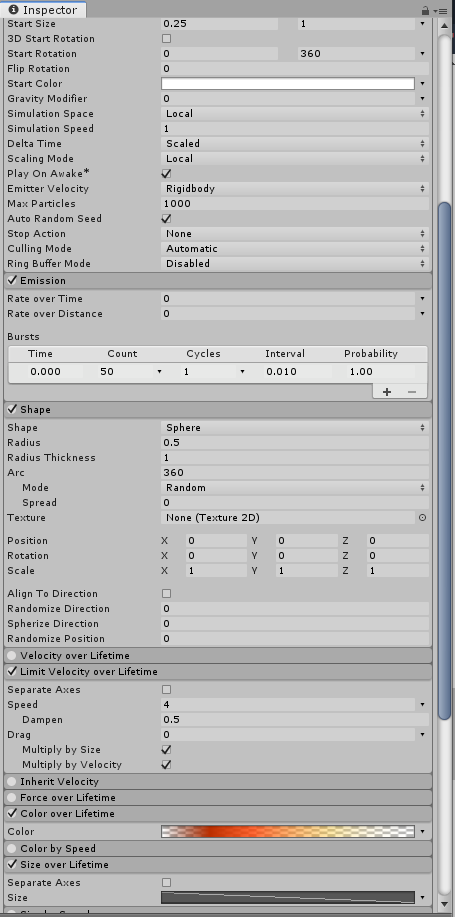 Inspector
Start Size 0.25 1
3D Start Rotation
Start Rotation 0 360
Flip Rotation 0
Start Color
Gravity Modifier 0
Simulation Space Local
Simulation Speed 1
Delta Time Scaled
Scaling Mode Local
Play On Awake*
Emitter Velocity Rigidbody
Max Particles 1000
Auto Random Seed
Stop Action None
Culling Mode Automatic
Ring Buffer Mode Disabled
Emission
Rate over Time 0
Rate over Distance 0
Bursts
Time Count Cycles Interval Probability
0.000 50 1 0.010 1.00
+ −
Shape
Shape Sphere
Radius 0.5
Radius Thickness 1
Arc 360
Mode Random
Spread 0
Texture None (Texture 2D)
Position X 0 Y 0 Z 0
Rotation X 0 Y 0 Z 0
Scale X 1 Y 1 Z 1
Align To Direction
Randomize Direction 0
Spherize Direction 0
Randomize Position 0
Velocity over Lifetime
Limit Velocity over Lifetime
Separate Axes
Speed 4
Dampen 0.5
Drag 0
Multiply by Size
Multiply by Velocity
Inherit Velocity
Force over Lifetime
Color over Lifetime
Color
Color by Speed
Size over Lifetime
Separate Axes
Size